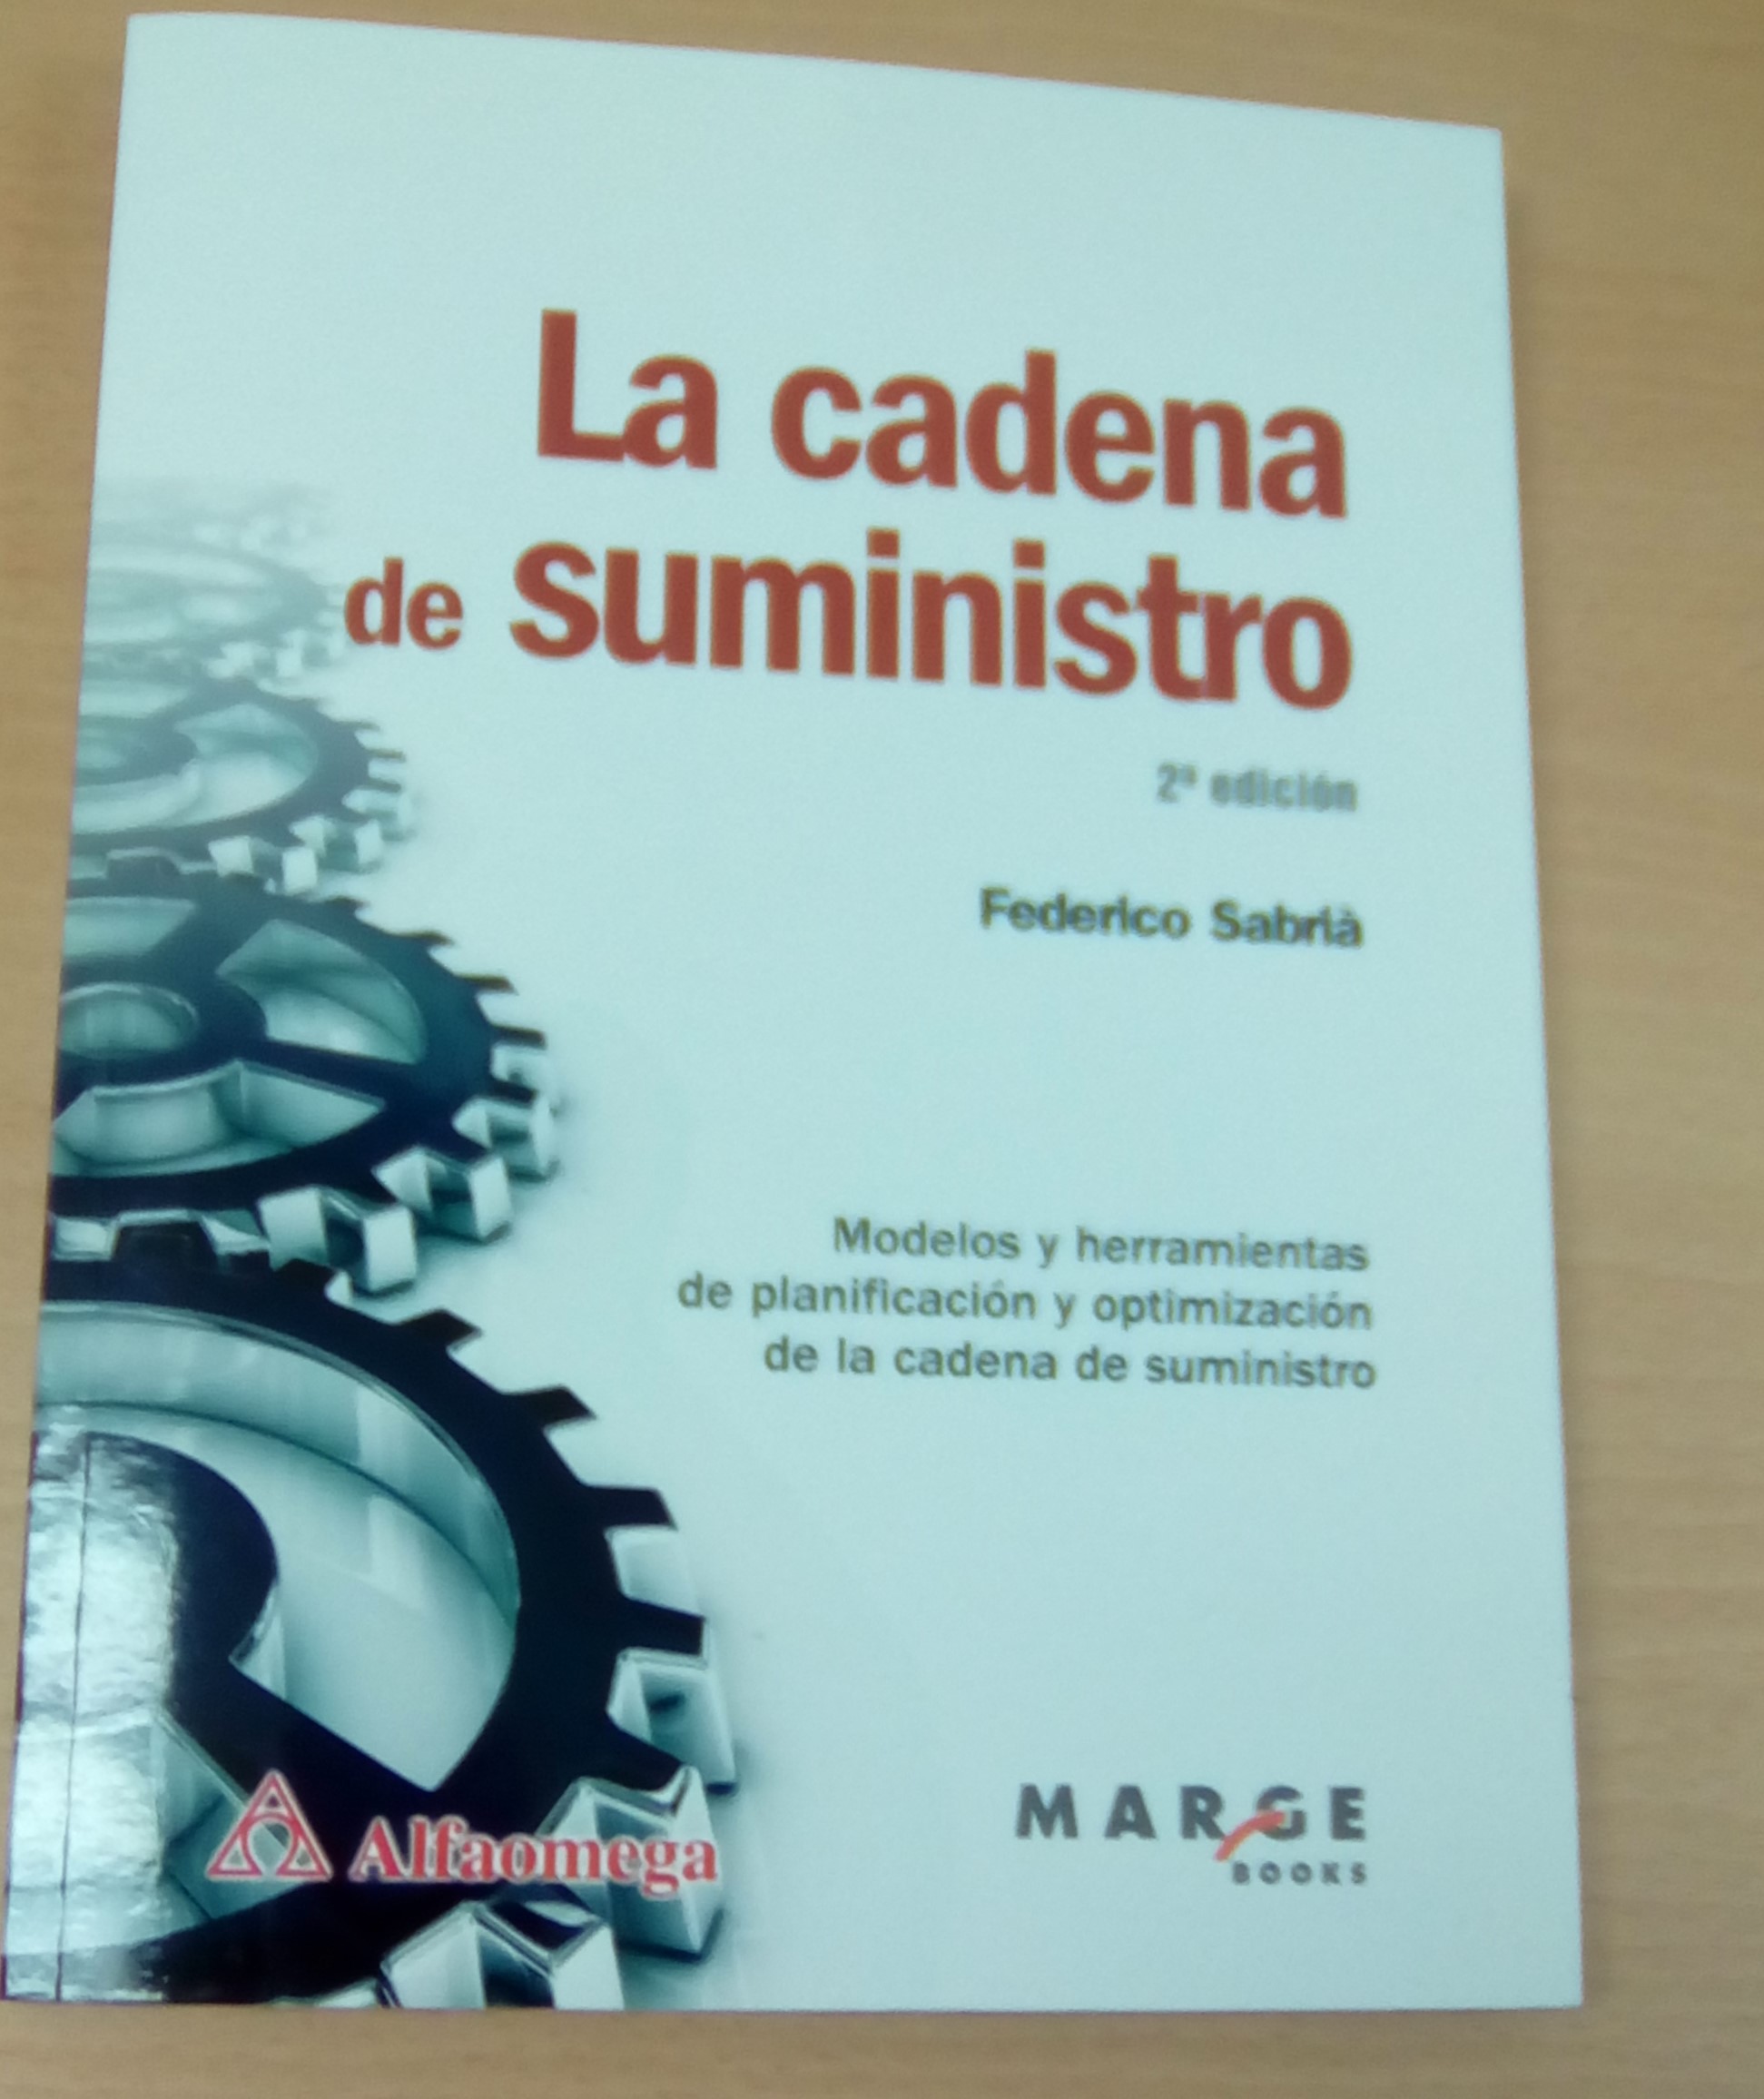 La cadena
de suministro
2ª edición
Federico Sabrià
Modelos y herramientas
de planificación y optimización
de la cadena de suministro
Alfaomega
MARGE
BOOKS